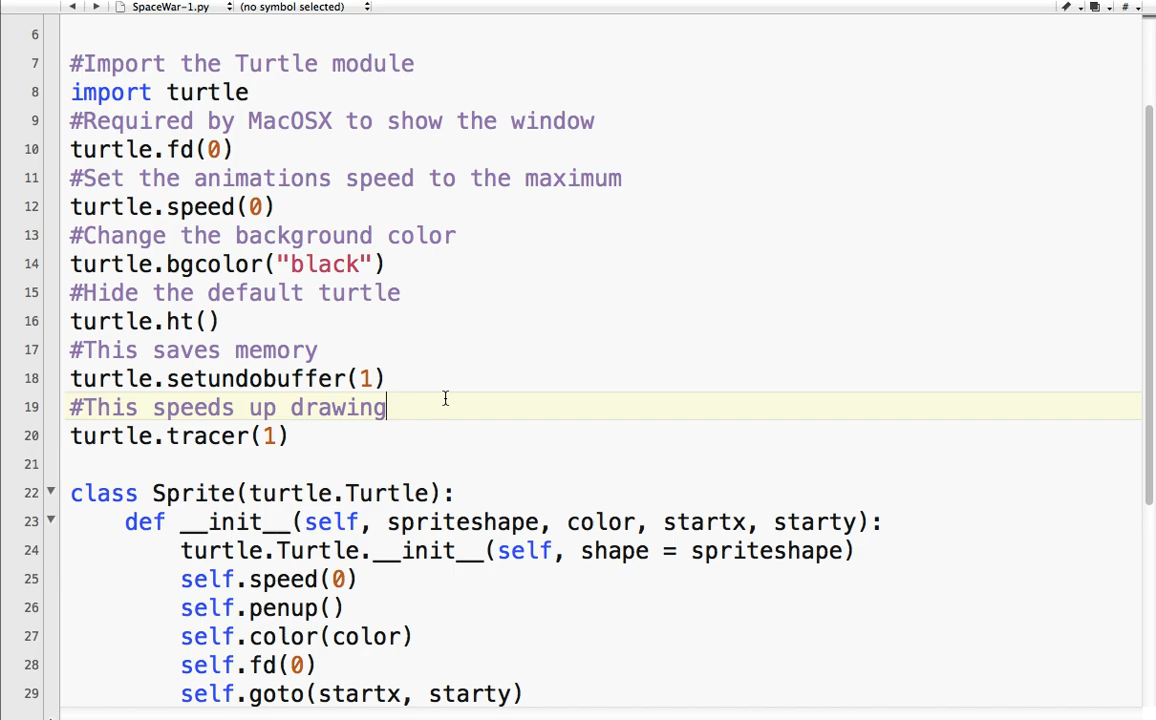 SpaceWar-1.py (no symbol selected) #
6
7 #Import the Turtle module
8 import turtle
9 #Required by MacOSX to show the window
10 turtle.fd(0)
11 #Set the animations speed to the maximum
12 turtle.speed(0)
13 #Change the background color
14 turtle.bgcolor("black")
15 #Hide the default turtle
16 turtle.ht()
17 #This saves memory
18 turtle.setundobuffer(1)
19 #This speeds up drawing
20 turtle.tracer(1)
21
22 class Sprite(turtle.Turtle):
23 def __init__(self, spriteshape, color, startx, starty):
24 turtle.Turtle.__init__(self, shape = spriteshape)
25 self.speed(0)
26 self.penup()
27 self.color(color)
28 self.fd(0)
29 self.goto(startx, starty)